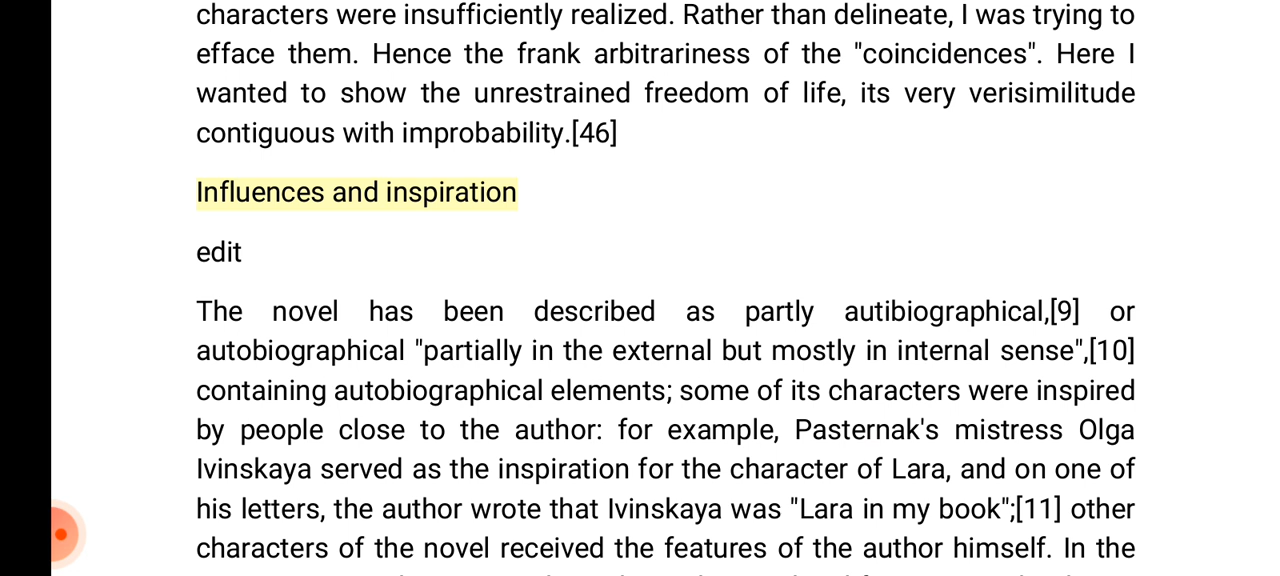 characters were insufficiently realized. Rather than delineate, I was trying to
efface them. Hence the frank arbitrariness of the "coincidences". Here I
wanted to show the unrestrained freedom of life, its very verisimilitude
contiguous with improbability.[46]
Influences and inspiration
edit
The novel has been described as partly autibiographical,[9] or
autobiographical "partially in the external but mostly in internal sense",[10]
containing autobiographical elements; some of its characters were inspired
by people close to the author: for example, Pasternak's mistress Olga
Ivinskaya served as the inspiration for the character of Lara, and on one of
his letters, the author wrote that Ivinskaya was "Lara in my book";[11] other
characters of the novel received the features of the author himself. In the